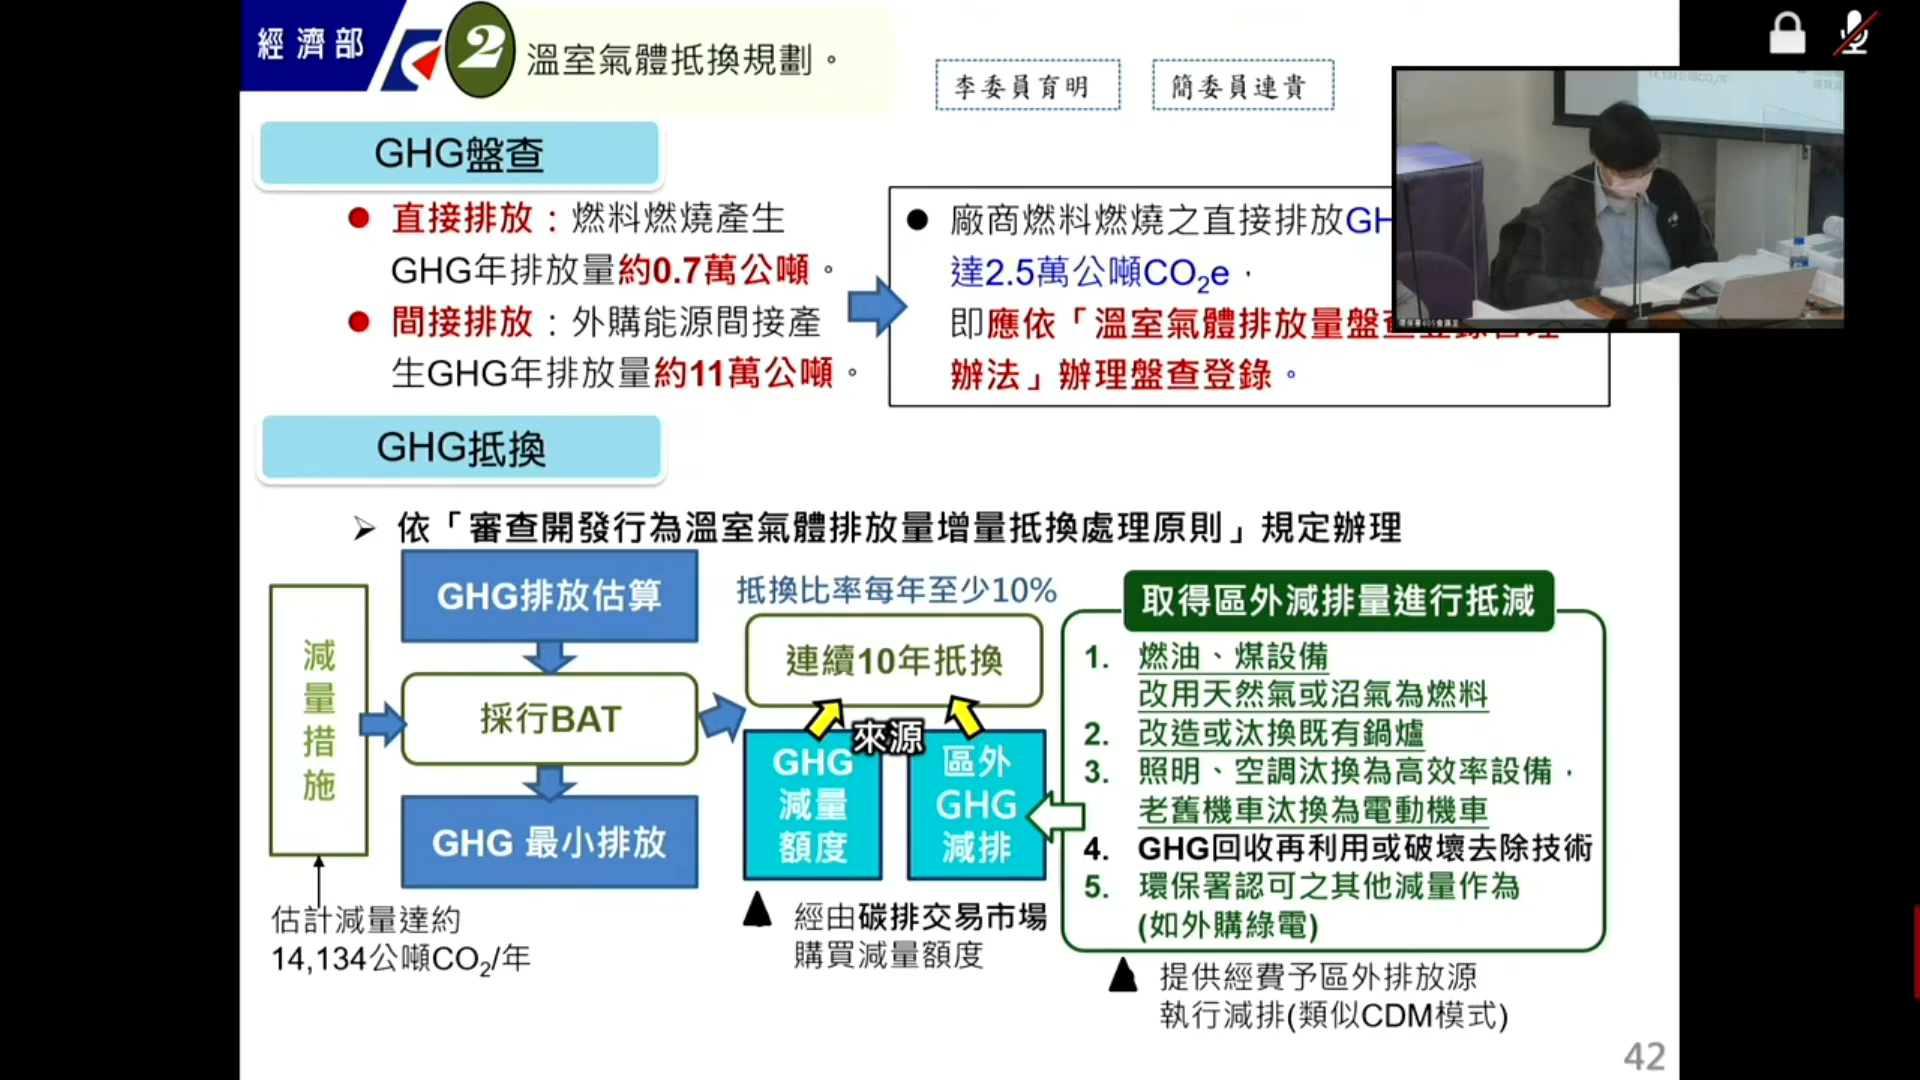 經濟部
2
溫室氣體抵換規劃。
李委員育明
簡委員連貴
GHG盤查
● 直接排放：燃料燃燒產生
GHG年排放量約0.7萬公噸。
● 間接排放：外購能源間接產
生GHG年排放量約11萬公噸。
● 廠商燃料燃燒之直接排放GH
達2.5萬公噸CO₂e，
即應依「溫室氣體排放量盤查登錄管理
辦法」辦理盤查登錄。
GHG抵換
➢ 依「審查開發行為溫室氣體排放量增量抵換處理原則」規定辦理
減量措施
估計減量達約
14,134公噸CO₂/年
GHG排放估算
採行BAT
GHG 最小排放
抵換比率每年至少10%
連續10年抵換
來源
GHG
減量
額度
區外
GHG
減排
▲ 經由碳排交易市場
購買減量額度
取得區外減排量進行抵減
1. 燃油、煤設備
改用天然氣或沼氣為燃料
2. 改造或汰換既有鍋爐
3. 照明、空調汰換為高效率設備，
老舊機車汰換為電動機車
4. GHG回收再利用或破壞去除技術
5. 環保署認可之其他減量作為
(如外購綠電)
▲ 提供經費予區外排放源
執行減排(類似CDM模式)
42